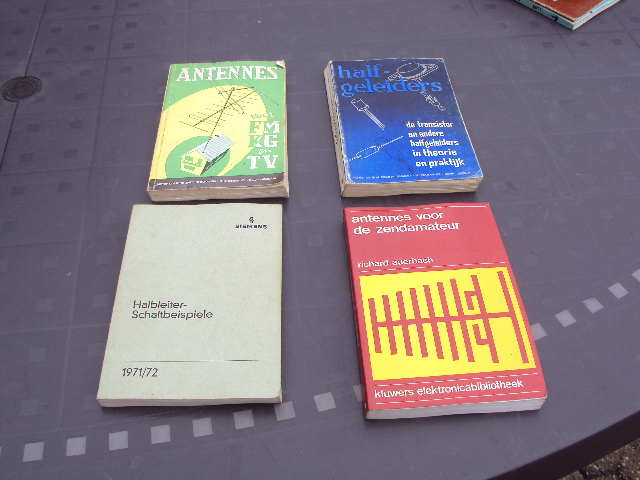 ANTENNES
voor
FM
KG
en
TV
half-
geleiders
de transistor
en andere
halfgeleiders
in theorie
en praktijk
SIEMENS
Halbleiter-
Schaltbeispiele
1971/72
antennes voor
de zendamateur
richard auerbach
kluwers elektronicabibliotheek